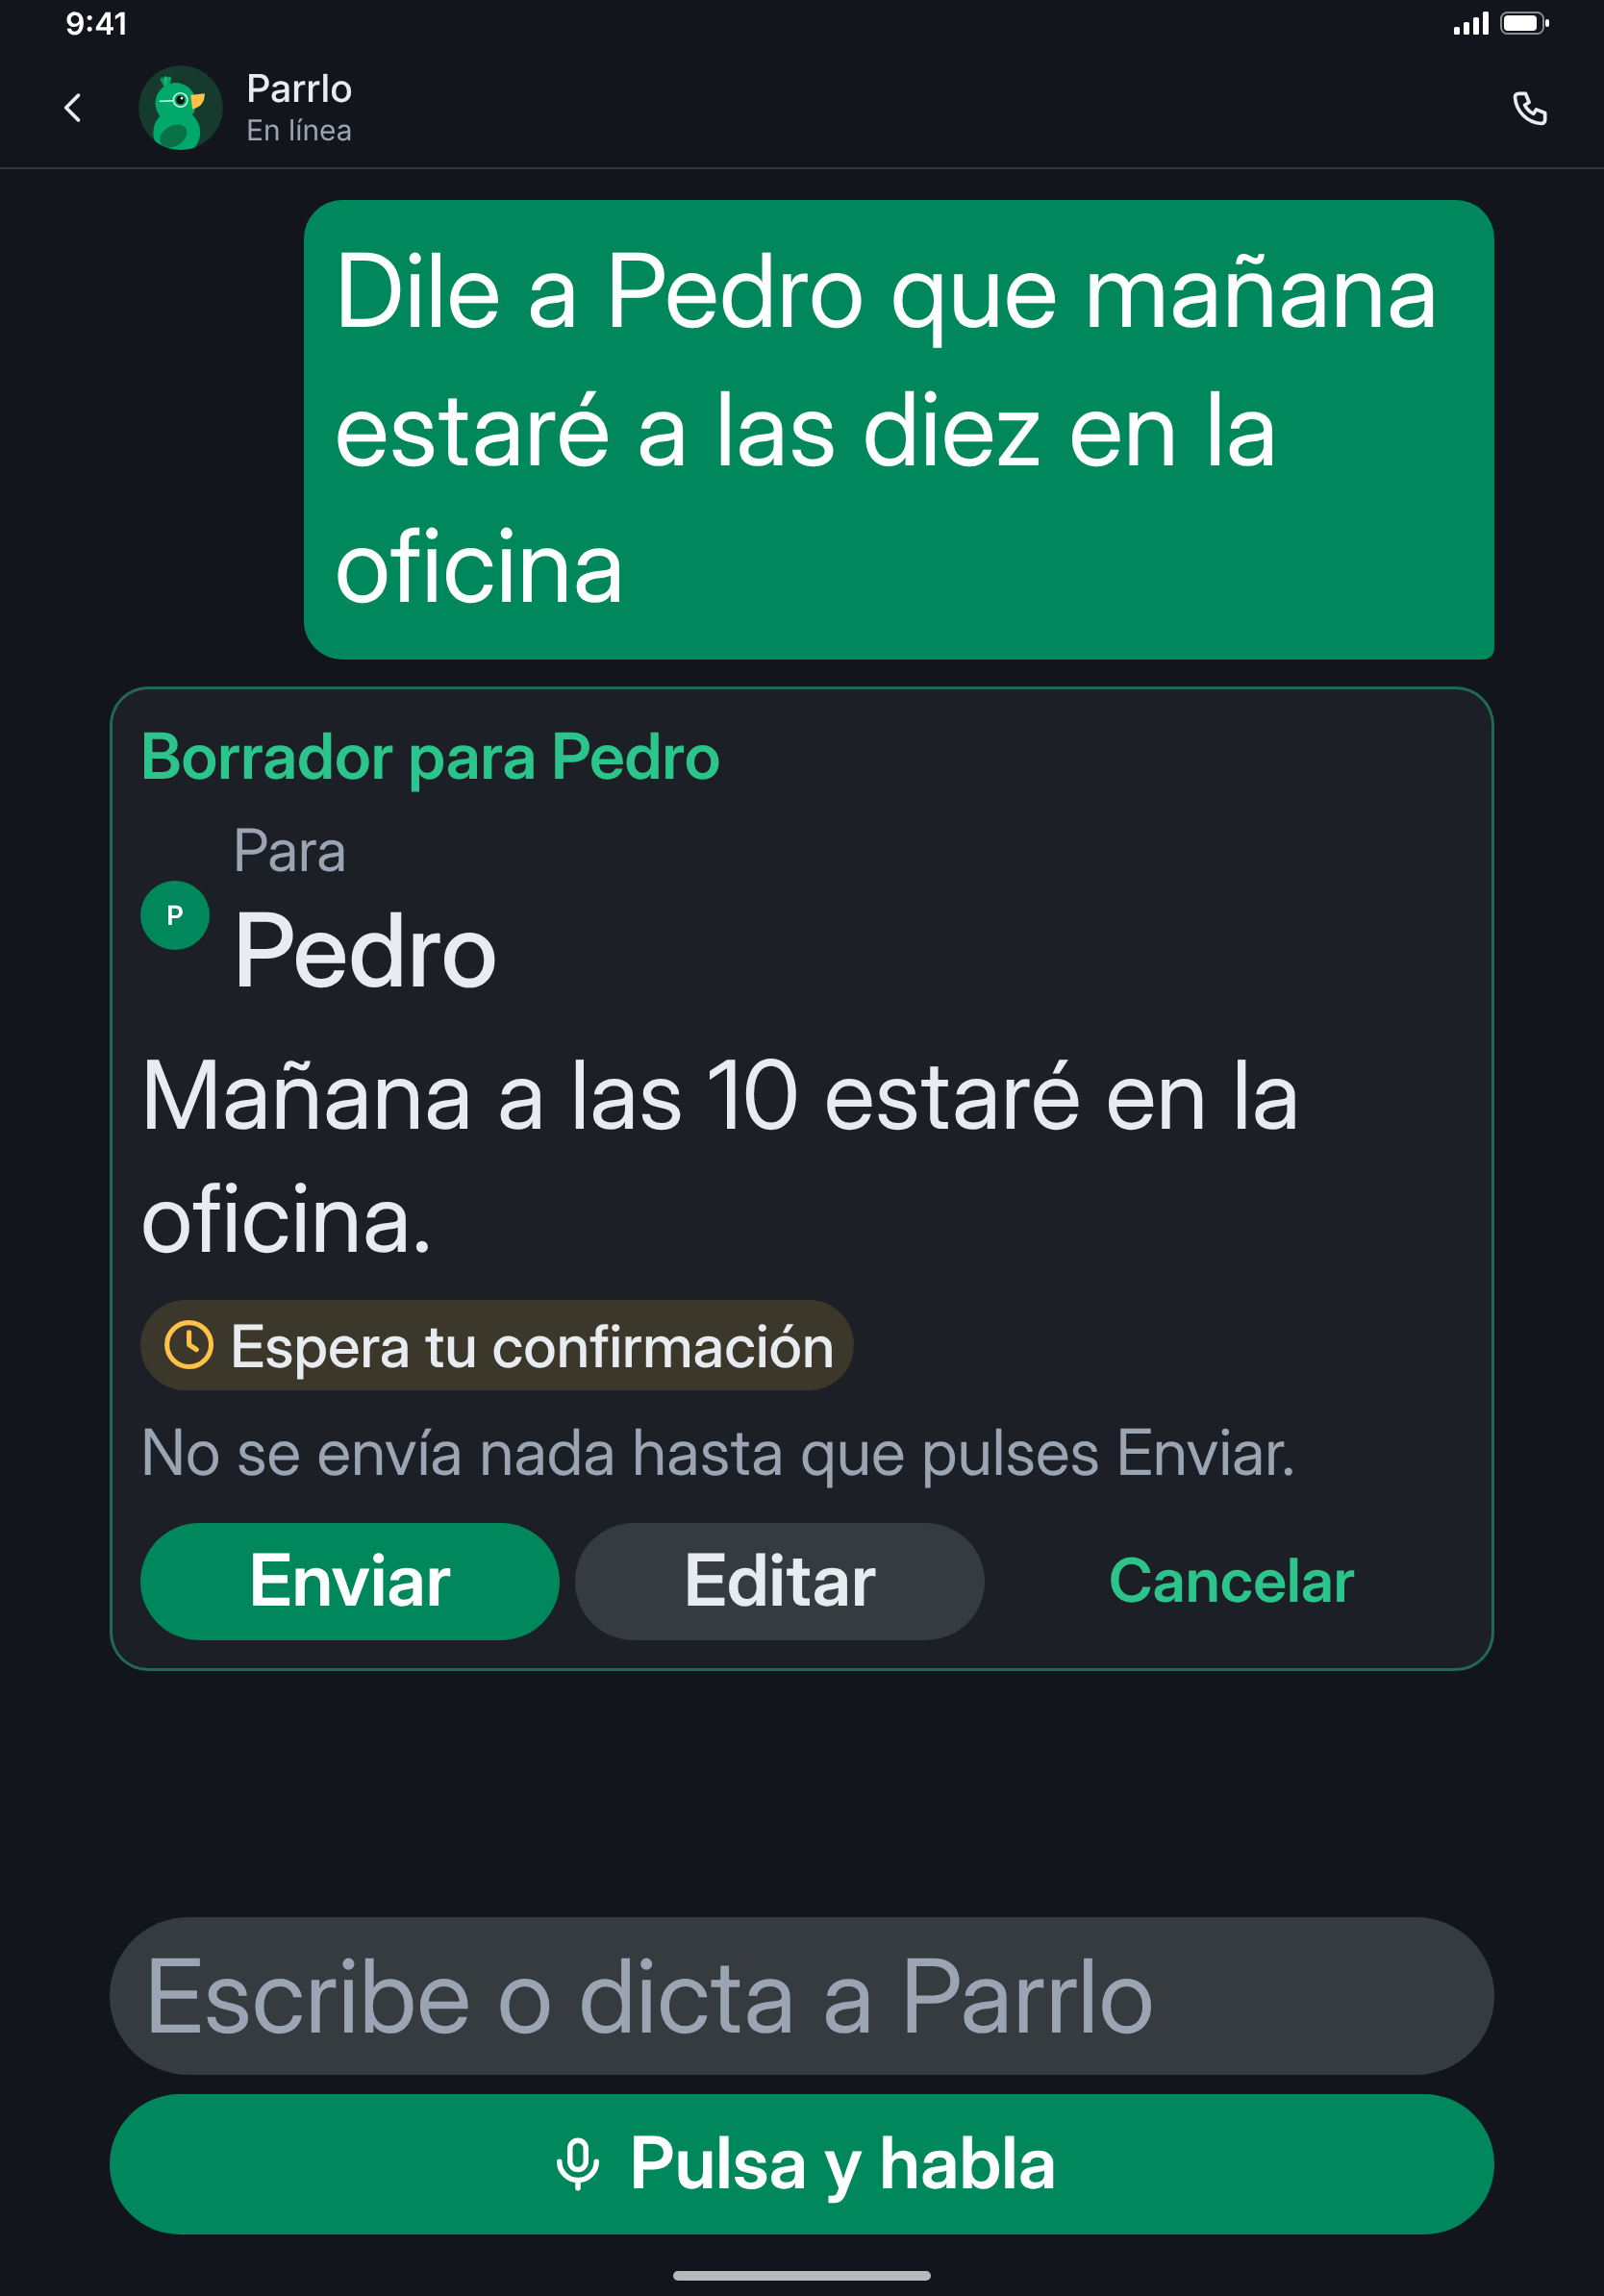 9:41
Parrlo
En línea
Dile a Pedro que mañana
estaré a las diez en la
oficina
Borrador para Pedro
Para
P
Pedro
Mañana a las 10 estaré en la
oficina.
Espera tu confirmación
No se envía nada hasta que pulses Enviar.
Enviar
Editar
Cancelar
Escribe o dicta a Parrlo
Pulsa y habla